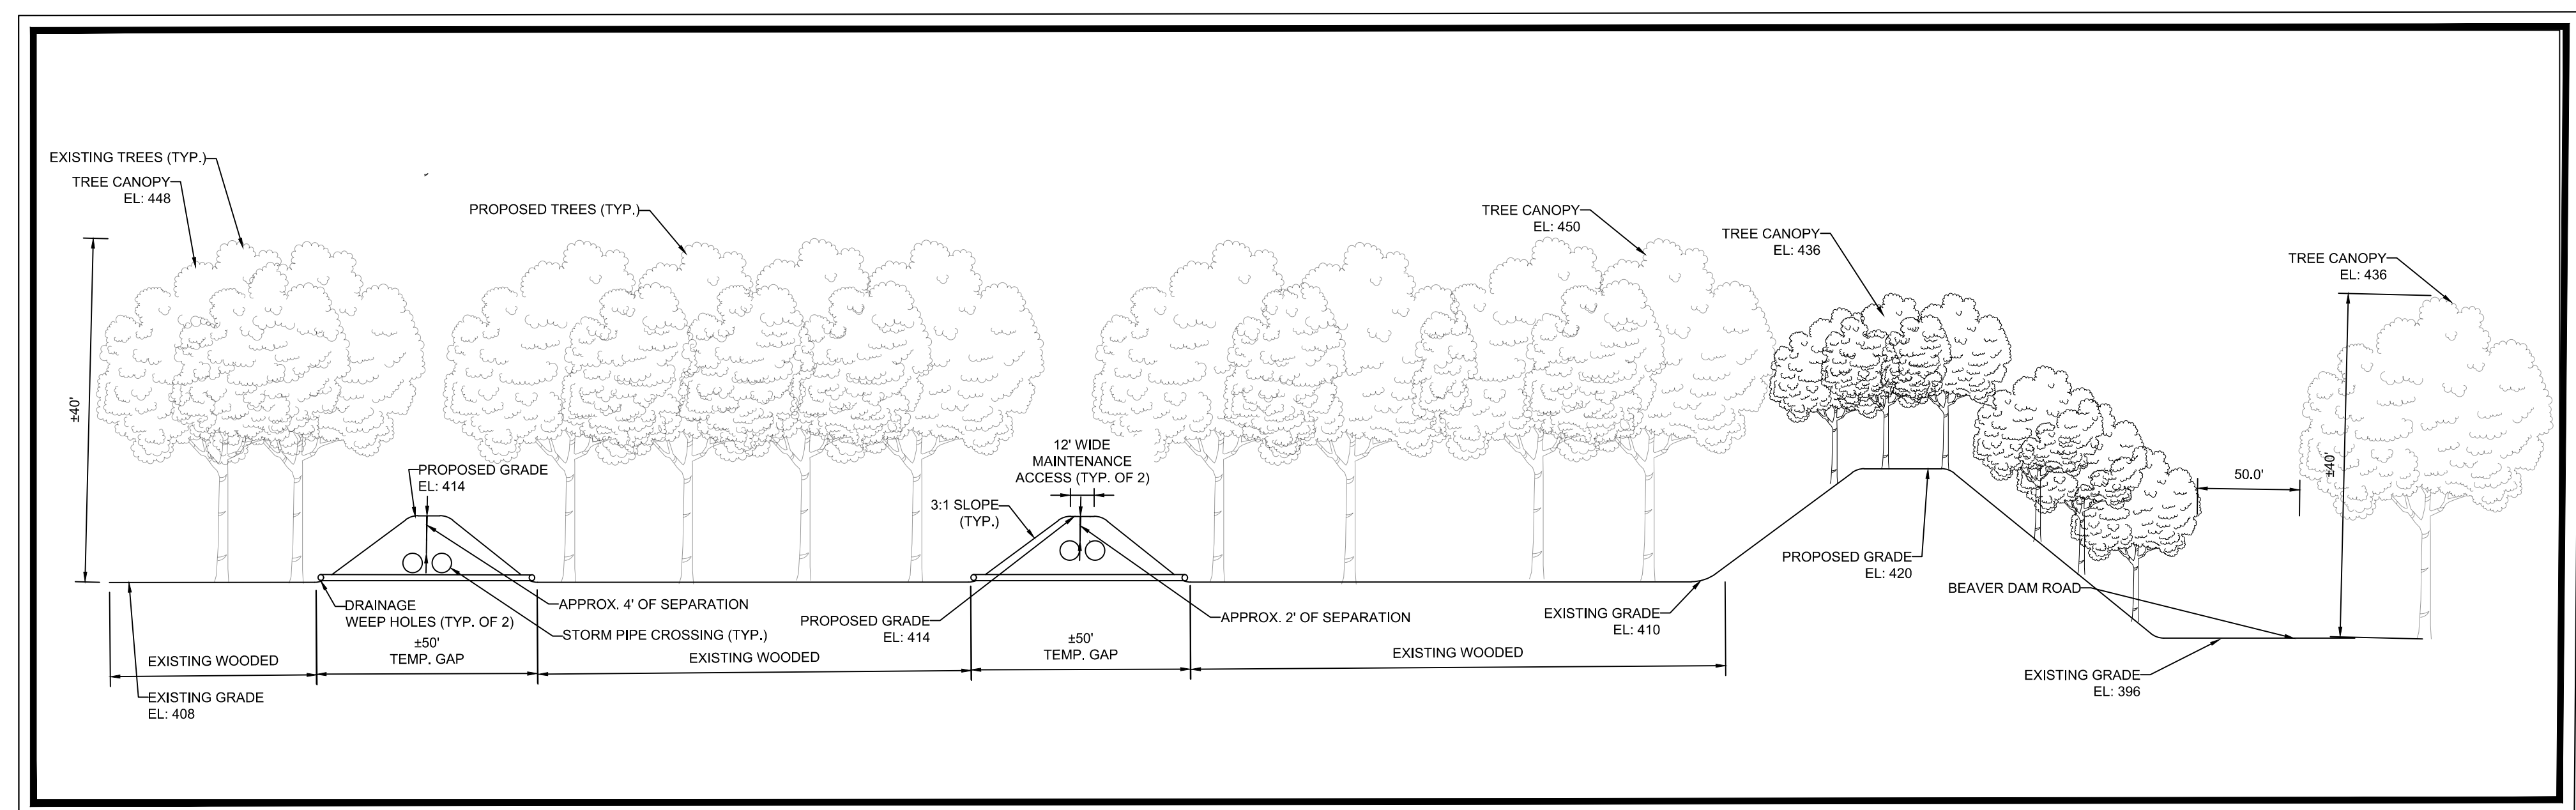 EXISTING TREES (TYP.)
TREE CANOPY
EL: 448
PROPOSED TREES (TYP.)
TREE CANOPY
EL: 450
TREE CANOPY
EL: 436
TREE CANOPY
EL: 436
±40'
PROPOSED GRADE
EL: 414
12' WIDE
MAINTENANCE
ACCESS (TYP. OF 2)
3:1 SLOPE
(TYP.)
50.0'
±40'
DRAINAGE
WEEP HOLES (TYP. OF 2)
APPROX. 4' OF SEPARATION
STORM PIPE CROSSING (TYP.)
PROPOSED GRADE
EL: 414
APPROX. 2' OF SEPARATION
EXISTING GRADE
EL: 410
PROPOSED GRADE
EL: 420
BEAVER DAM ROAD
EXISTING WOODED
±50'
TEMP. GAP
EXISTING WOODED
±50'
TEMP. GAP
EXISTING WOODED
EXISTING GRADE
EL: 408
EXISTING GRADE
EL: 396